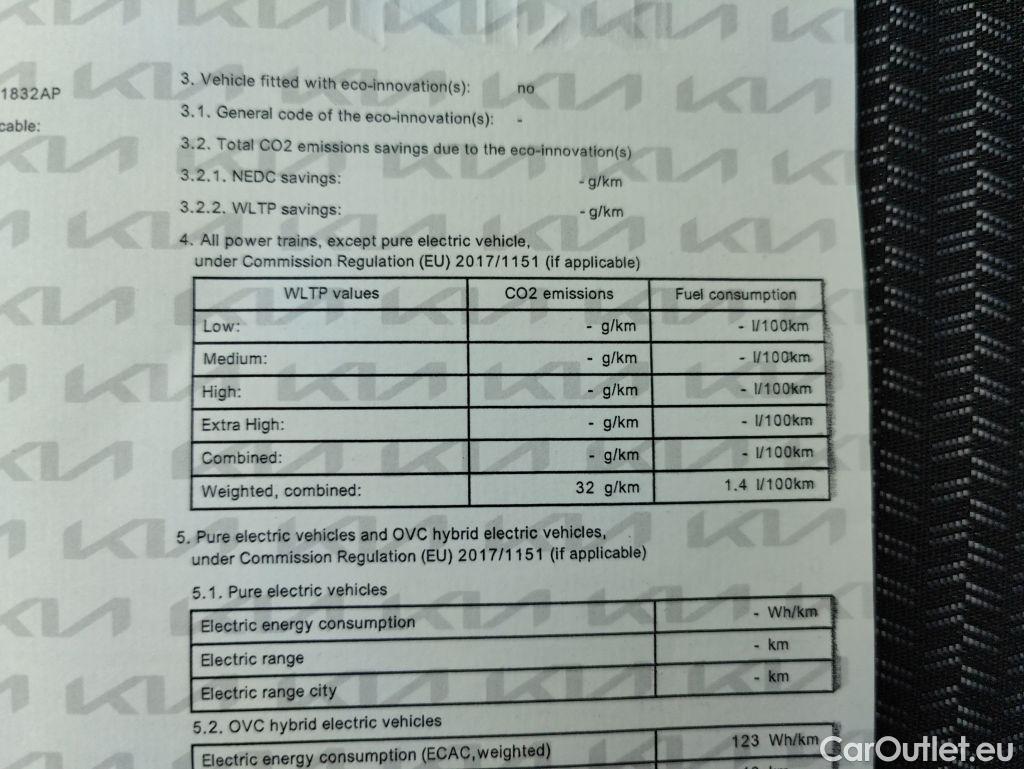 1832AP
cable:
3. Vehicle fitted with eco-innovation(s): no
3.1. General code of the eco-innovation(s): -
3.2. Total CO2 emissions savings due to the eco-innovation(s)
3.2.1. NEDC savings: - g/km
3.2.2. WLTP savings: - g/km
4. All power trains, except pure electric vehicle,
under Commission Regulation (EU) 2017/1151 (if applicable)
WLTP values CO2 emissions Fuel consumption
Low: - g/km - l/100km
Medium: - g/km - l/100km
High: - g/km - l/100km
Extra High: - g/km - l/100km
Combined: - g/km - l/100km
Weighted, combined: 32 g/km 1.4 l/100km
5. Pure electric vehicles and OVC hybrid electric vehicles,
under Commission Regulation (EU) 2017/1151 (if applicable)
5.1. Pure electric vehicles
Electric energy consumption - Wh/km
Electric range - km
Electric range city - km
5.2. OVC hybrid electric vehicles
Electric energy consumption (ECAC,weighted) 123 Wh/km
CarOutlet.eu